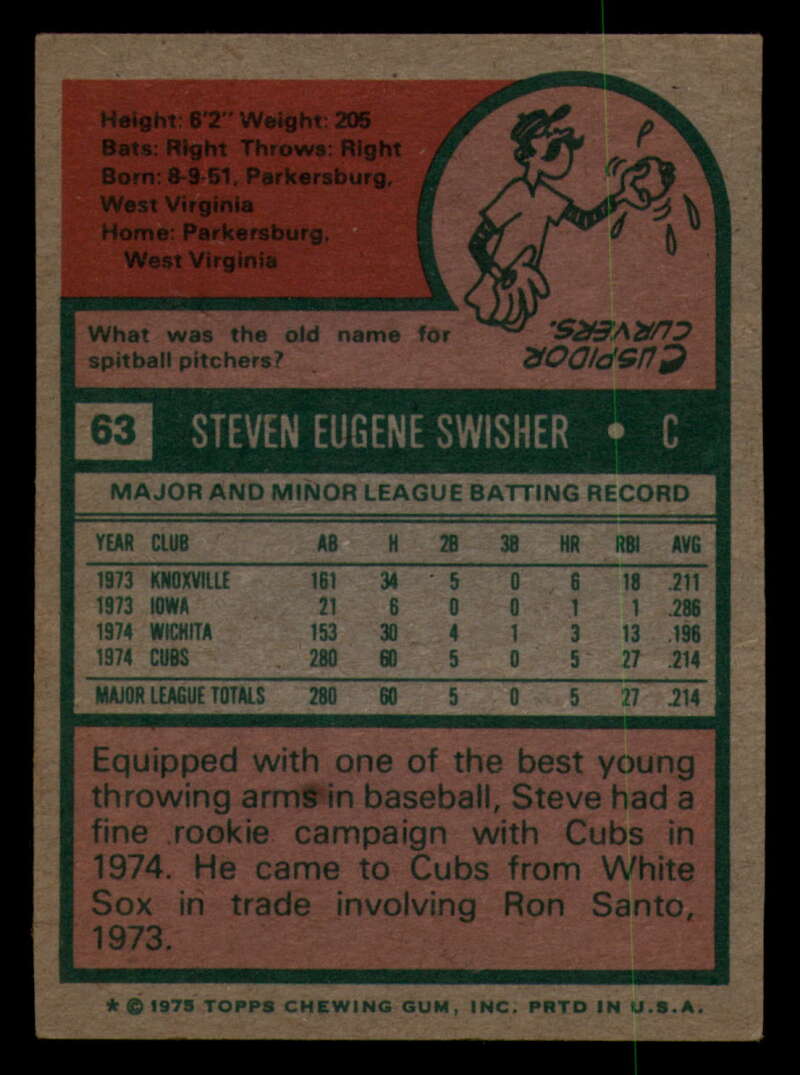 Height: 6'2" Weight: 205
Bats: Right Throws: Right
Born: 8-9-51, Parkersburg,
West Virginia
Home: Parkersburg,
West Virginia
What was the old name for
spitball pitchers?
CUSPIDOR
CURVERS.
63 STEVEN EUGENE SWISHER • C
MAJOR AND MINOR LEAGUE BATTING RECORD
YEAR CLUB AB H 2B 3B HR RBI AVG
1973 KNOXVILLE 161 34 5 0 6 18 .211
1973 IOWA 21 6 0 0 1 1 .286
1974 WICHITA 153 30 4 1 3 13 .196
1974 CUBS 280 60 5 0 5 27 .214
MAJOR LEAGUE TOTALS 280 60 5 0 5 27 .214
Equipped with one of the best young
throwing arms in baseball, Steve had a
fine rookie campaign with Cubs in
1974. He came to Cubs from White
Sox in trade involving Ron Santo,
1973.
* © 1975 TOPPS CHEWING GUM, INC. PRTD IN U.S.A.